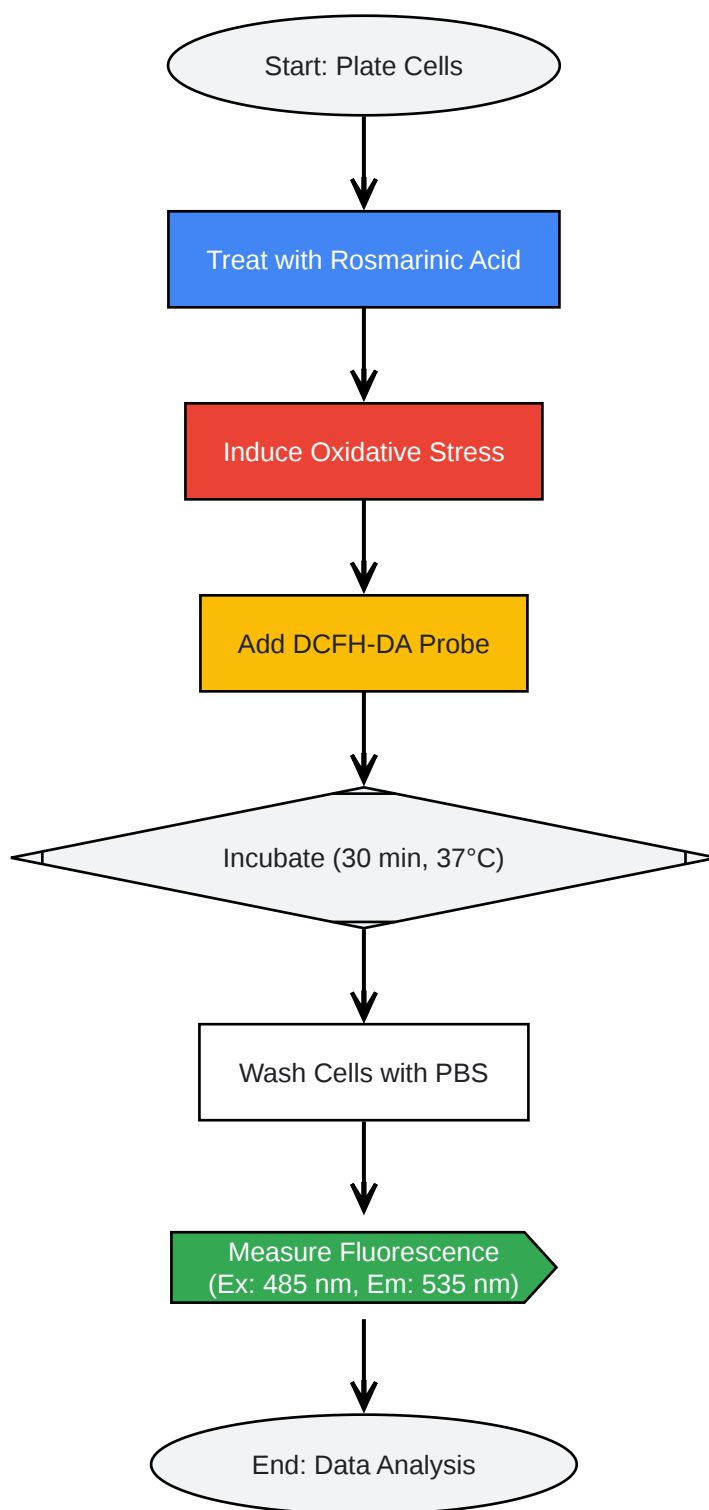 Start: Plate Cells
Treat with Rosmarinic Acid
Induce Oxidative Stress
Add DCFH-DA Probe
Incubate (30 min, 37°C)
Wash Cells with PBS
Measure Fluorescence
(Ex: 485 nm, Em: 535 nm)
End: Data Analysis